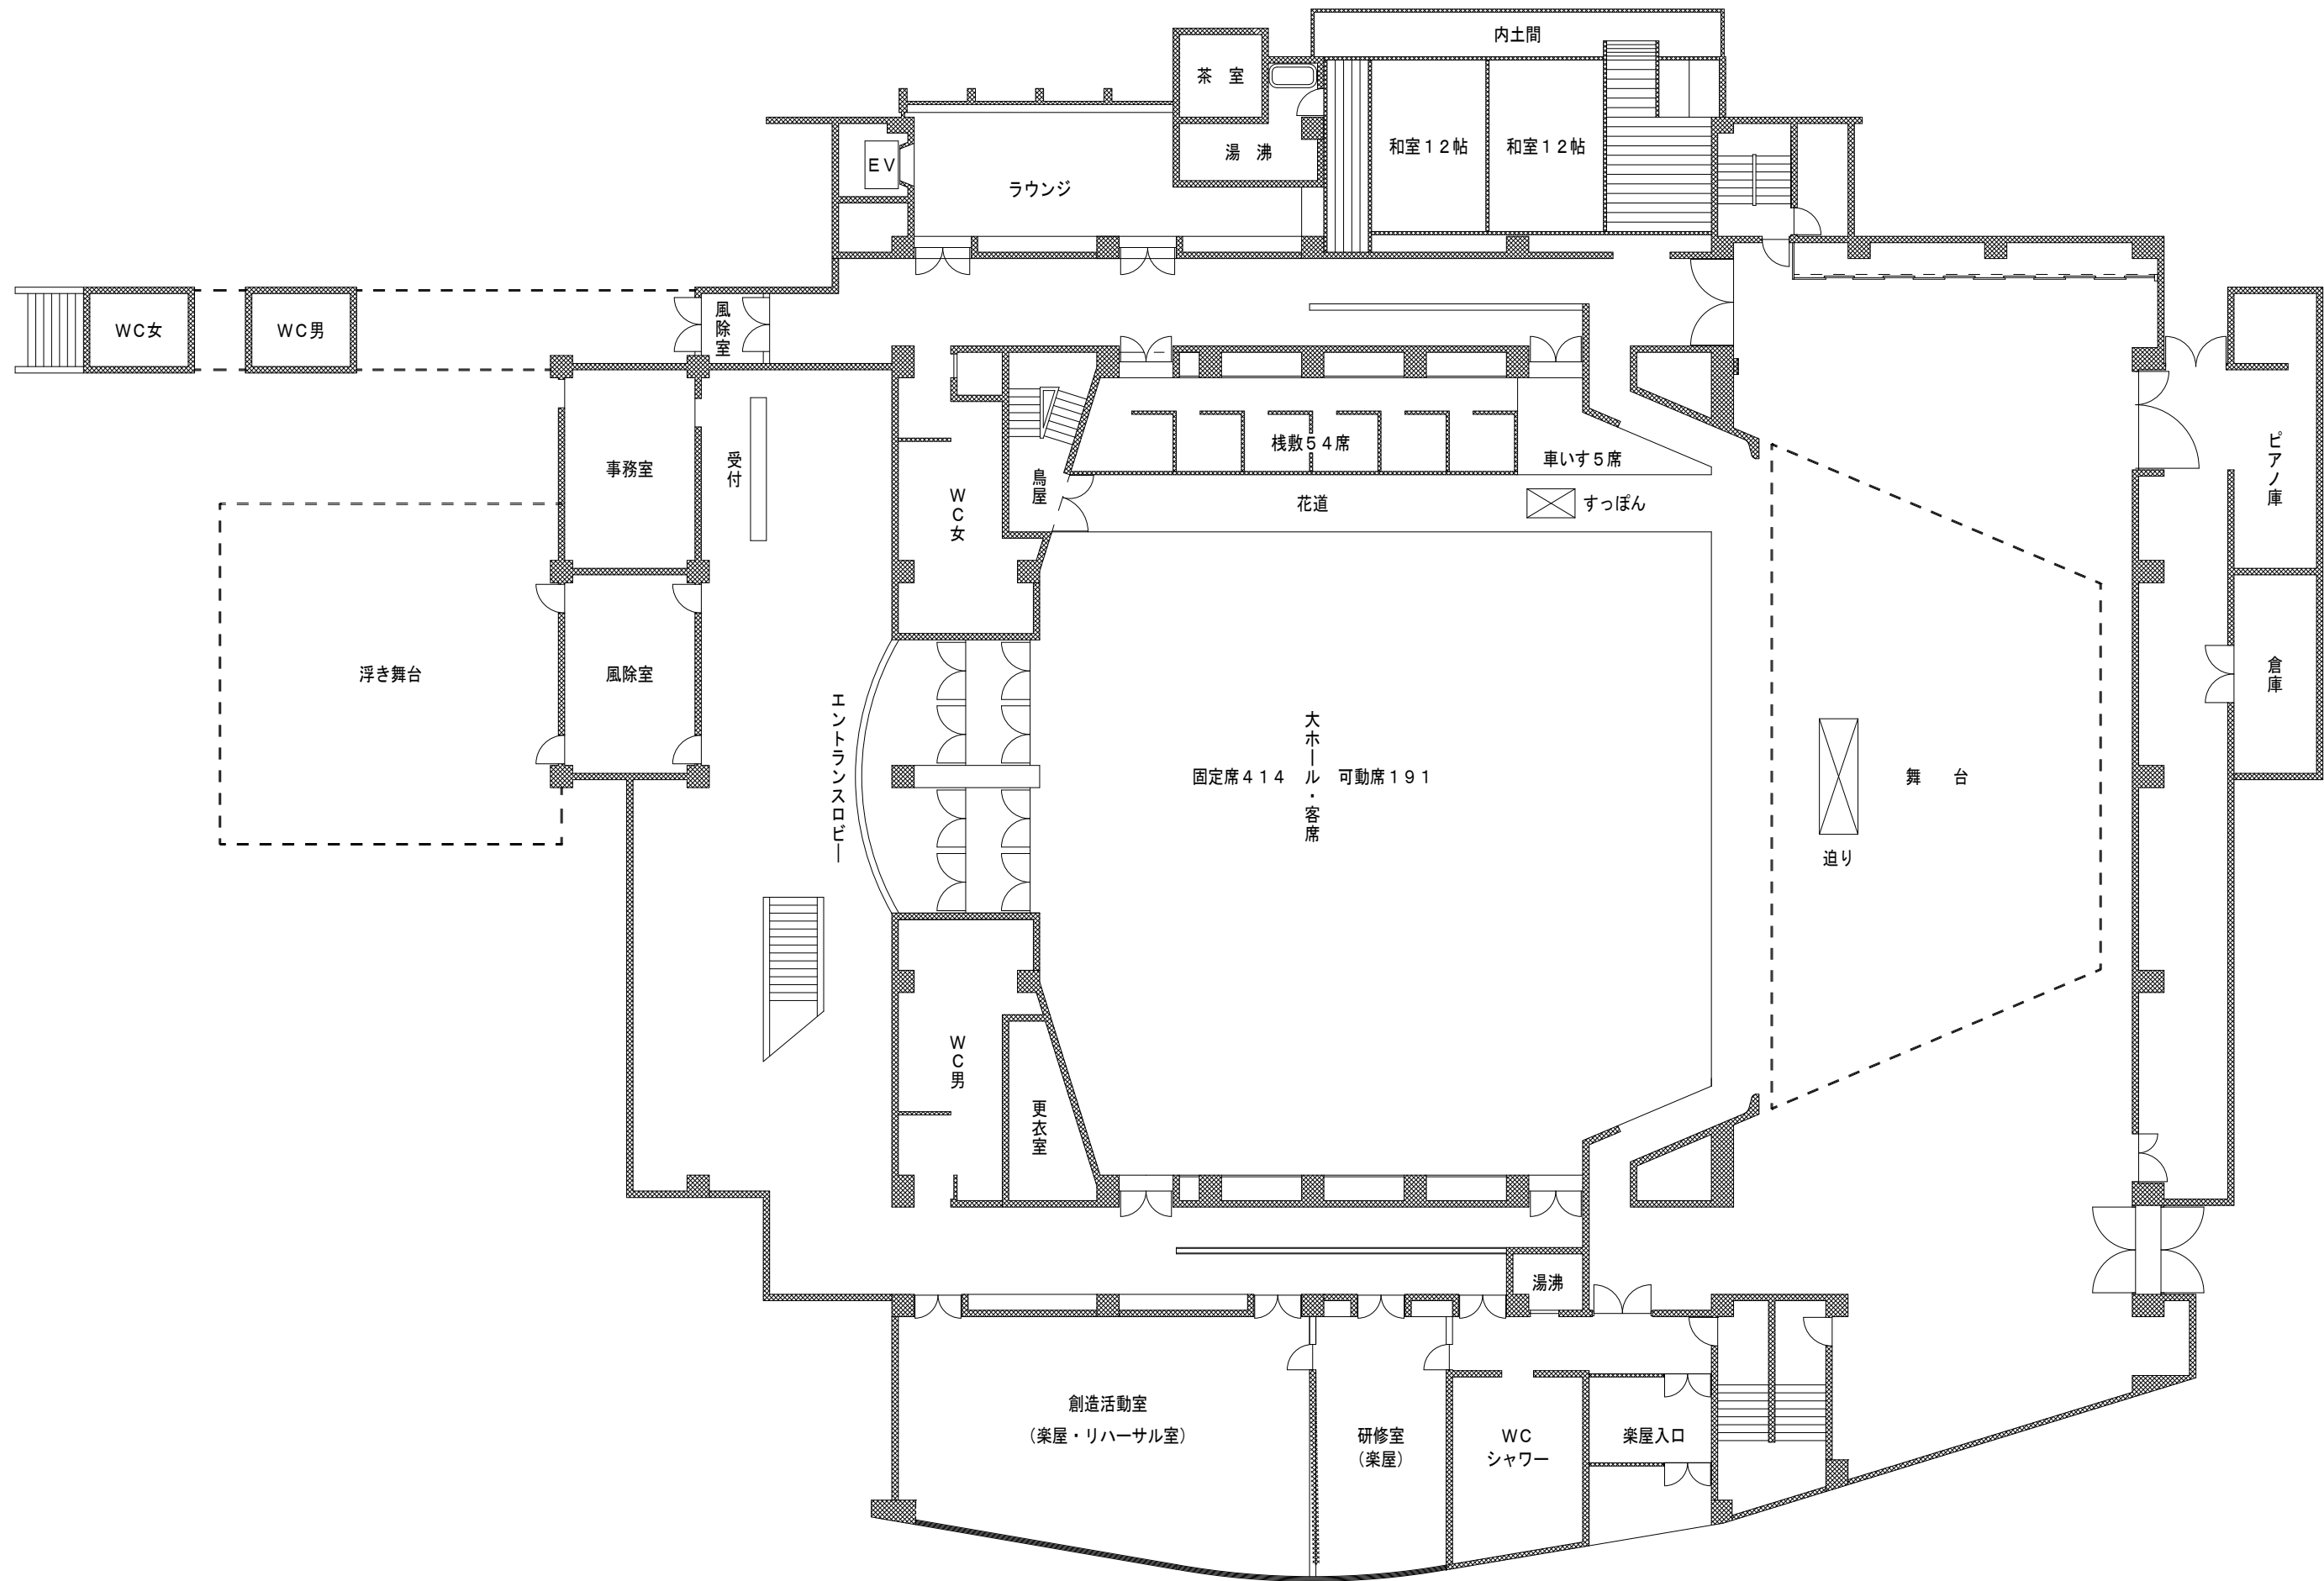 内土間
茶　室
湯　沸
和室１２帖
和室１２帖
ＥＶ
ラウンジ
ＷＣ女
ＷＣ男
風除室
事務室
受付
ＷＣ女
鳥屋
桟敷５４席
車いす５席
花道
すっぽん
ピアノ庫
浮き舞台
風除室
エントランスロビー
大ホール・客席
固定席４１４
可動席１９１
舞　台
迫り
倉庫
ＷＣ男
更衣室
湯沸
創造活動室
（楽屋・リハーサル室）
研修室
（楽屋）
ＷＣ
シャワー
楽屋入口